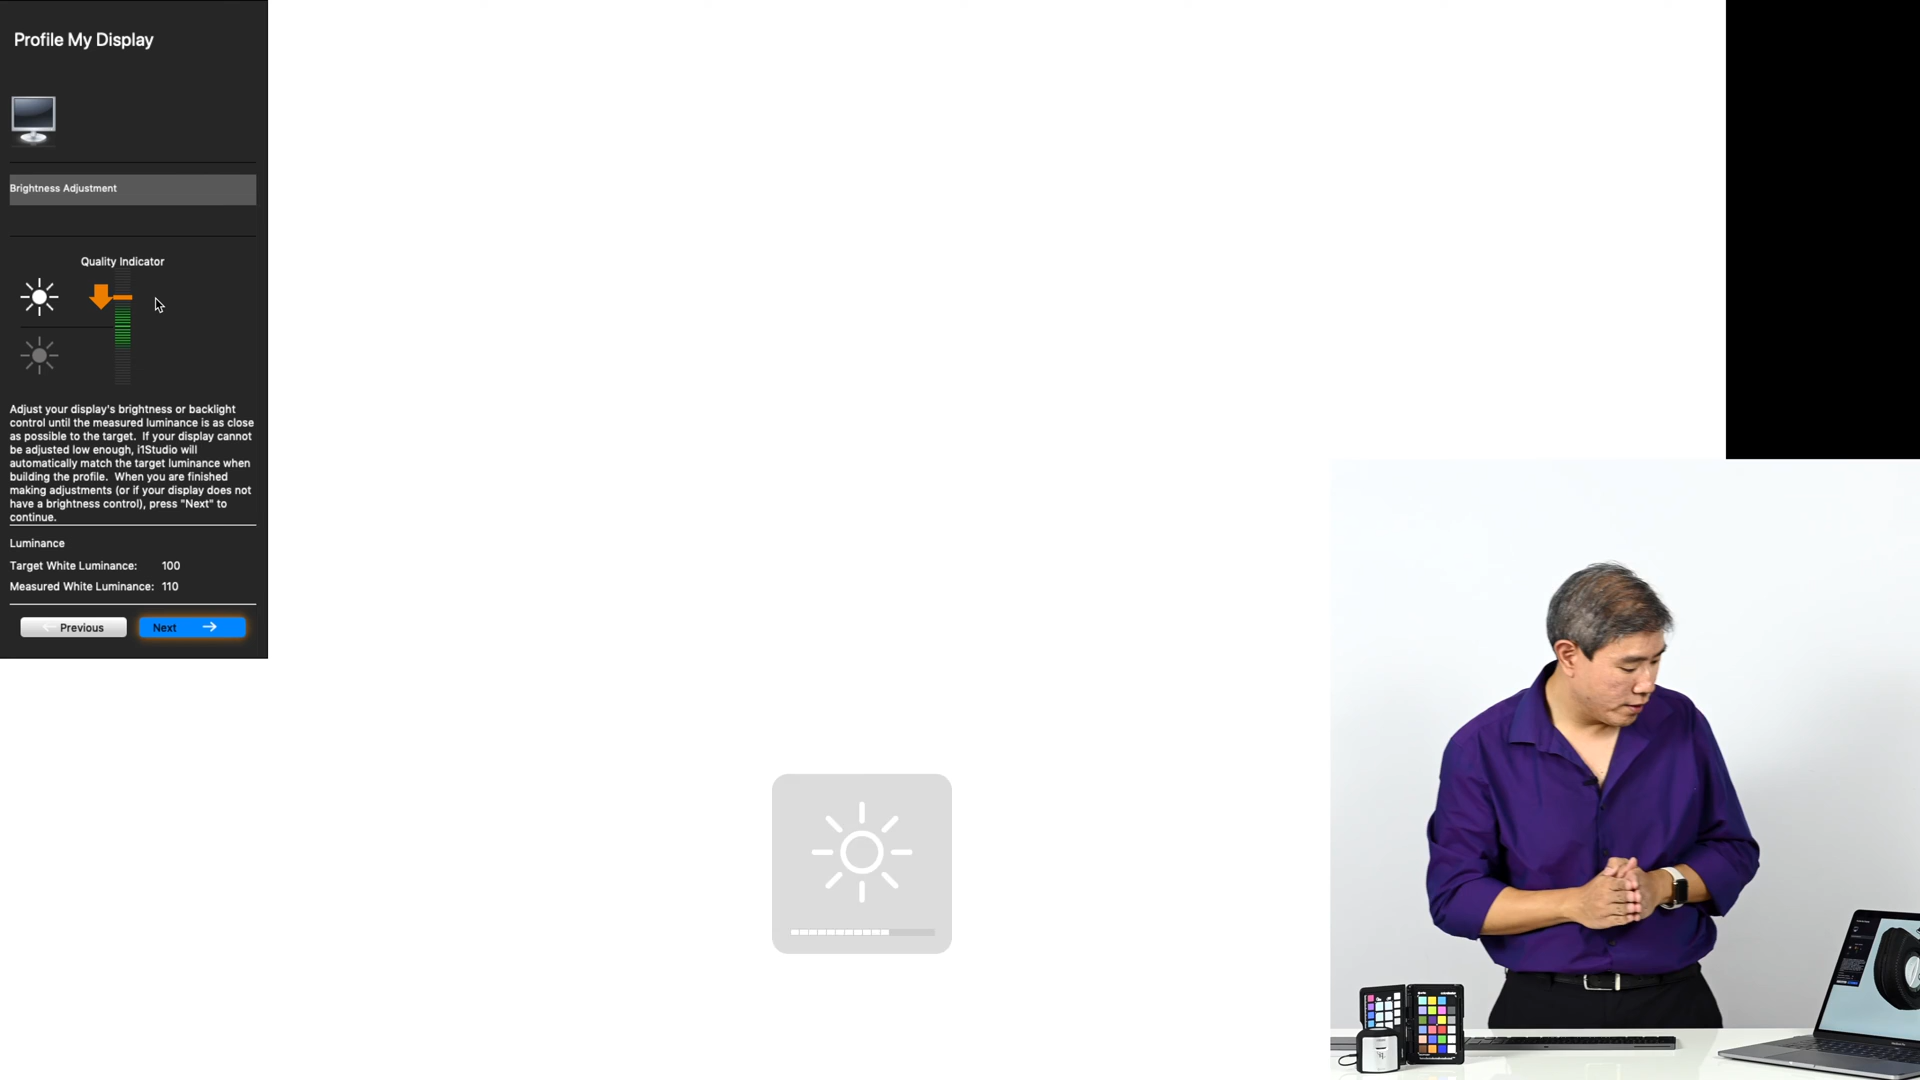 Profile My Display
Brightness Adjustment
Quality Indicator
Adjust your display's brightness or backlight
control until the measured luminance is as close
as possible to the target. If your display cannot
be adjusted low enough, i1Studio will
automatically match the target luminance when
building the profile. When you are finished
making adjustments (or if your display does not
have a brightness control), press "Next" to
continue.
Luminance
Target White Luminance: 100
Measured White Luminance: 110
Previous
Next